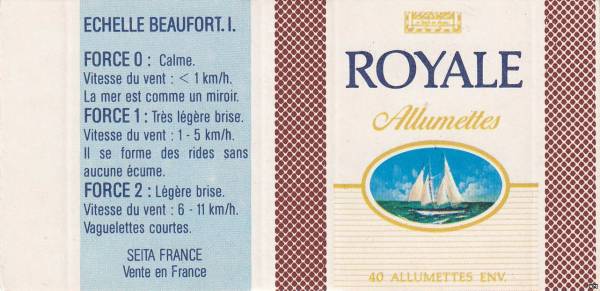 ECHELLE BEAUFORT. I.
FORCE 0 : Calme.
Vitesse du vent : < 1 km/h.
La mer est comme un miroir.
FORCE 1 : Très légère brise.
Vitesse du vent : 1 - 5 km/h.
Il se forme des rides sans
aucune écume.
FORCE 2 : Légère brise.
Vitesse du vent : 6 - 11 km/h.
Vaguelettes courtes.
SEITA FRANCE
Vente en France
ROYALE
Allumettes
40 ALLUMETTES ENV.